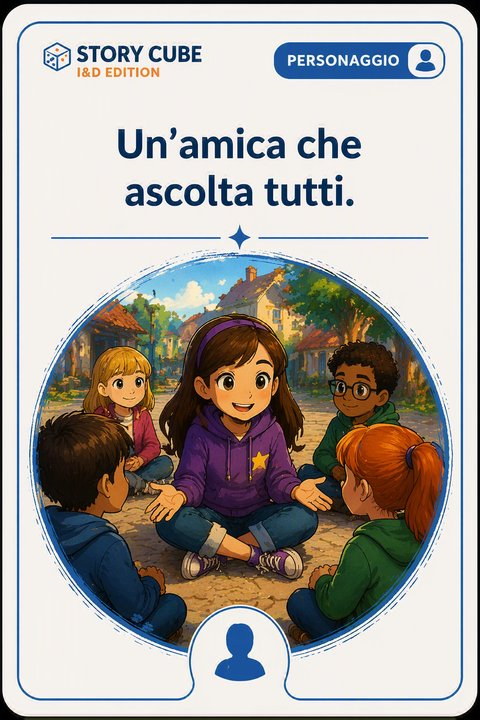 STORY CUBE
I&D EDITION
PERSONAGGIO
Un’amica che
ascolta tutti.